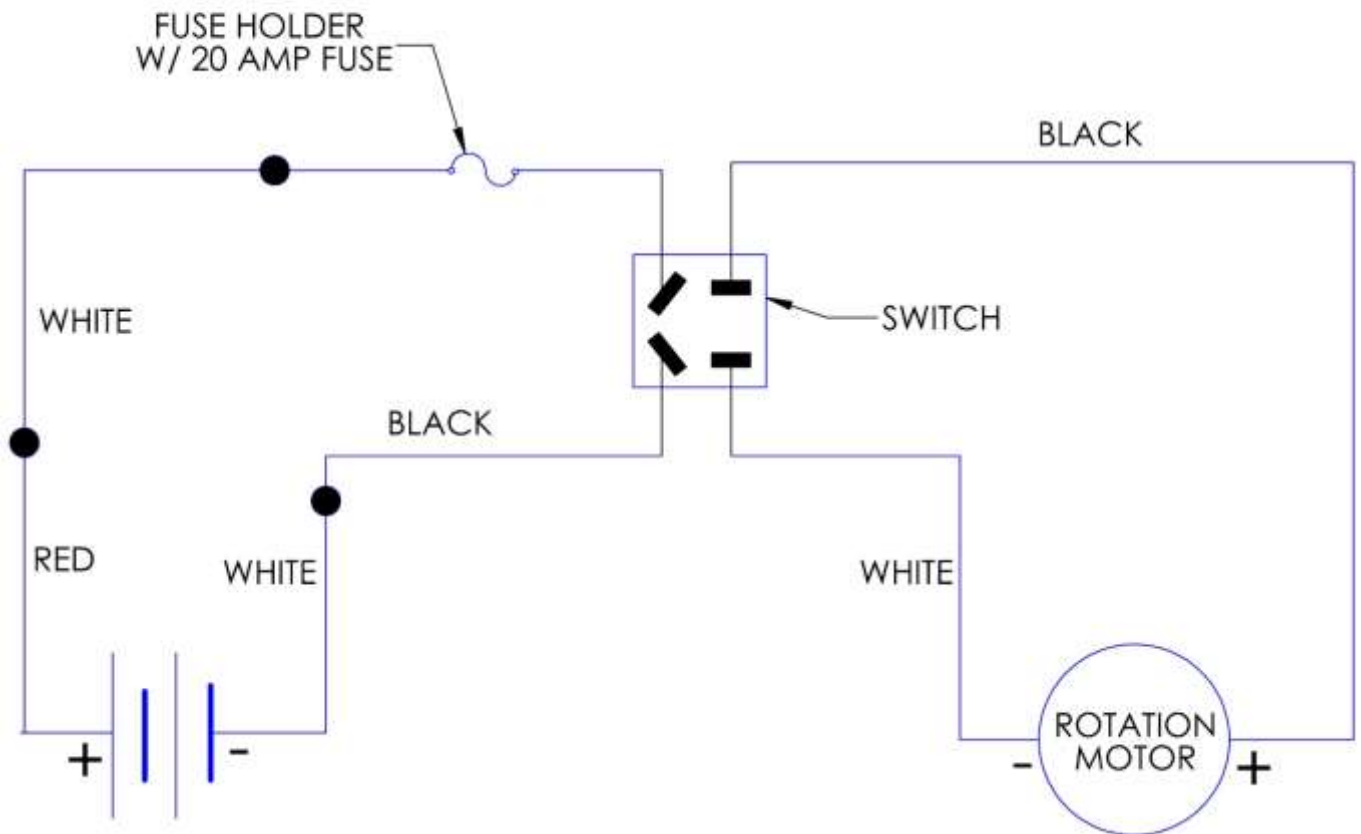 FUSE HOLDER
W/ 20 AMP FUSE
BLACK
WHITE
SWITCH
BLACK
RED
WHITE
WHITE
ROTATION
MOTOR
+
-
-
+